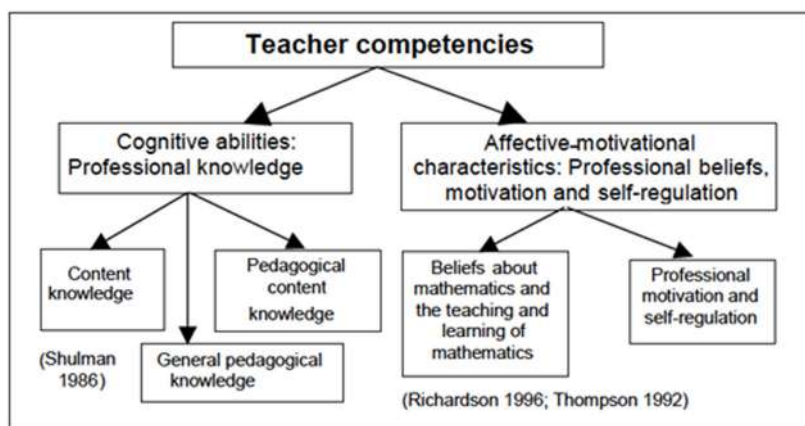 Teacher competencies
Cognitive abilities:
Professional knowledge
Affective-motivational
characteristics: Professional beliefs,
motivation and self-regulation
Content
knowledge
Pedagogical
content
knowledge
General pedagogical
knowledge
(Shulman
1986)
Beliefs about
mathematics and
the teaching and
learning of
mathematics
Professional
motivation and
self-regulation
(Richardson 1996; Thompson 1992)